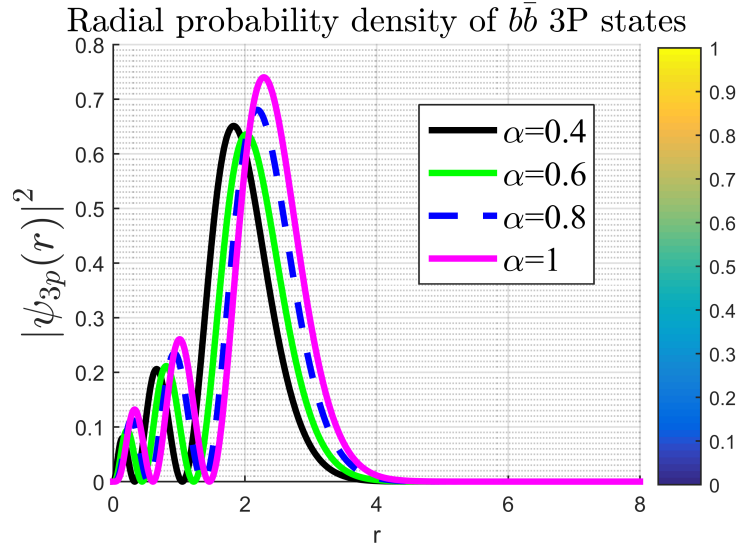 Radial probability density of bb̄ 3P states
|ψ₃ₚ(r)|²
0.8
0.7
0.6
0.5
0.4
0.3
0.2
0.1
0
0 2 4 6 8
r
α=0.4
α=0.6
α=0.8
α=1
1
0.9
0.8
0.7
0.6
0.5
0.4
0.3
0.2
0.1
0